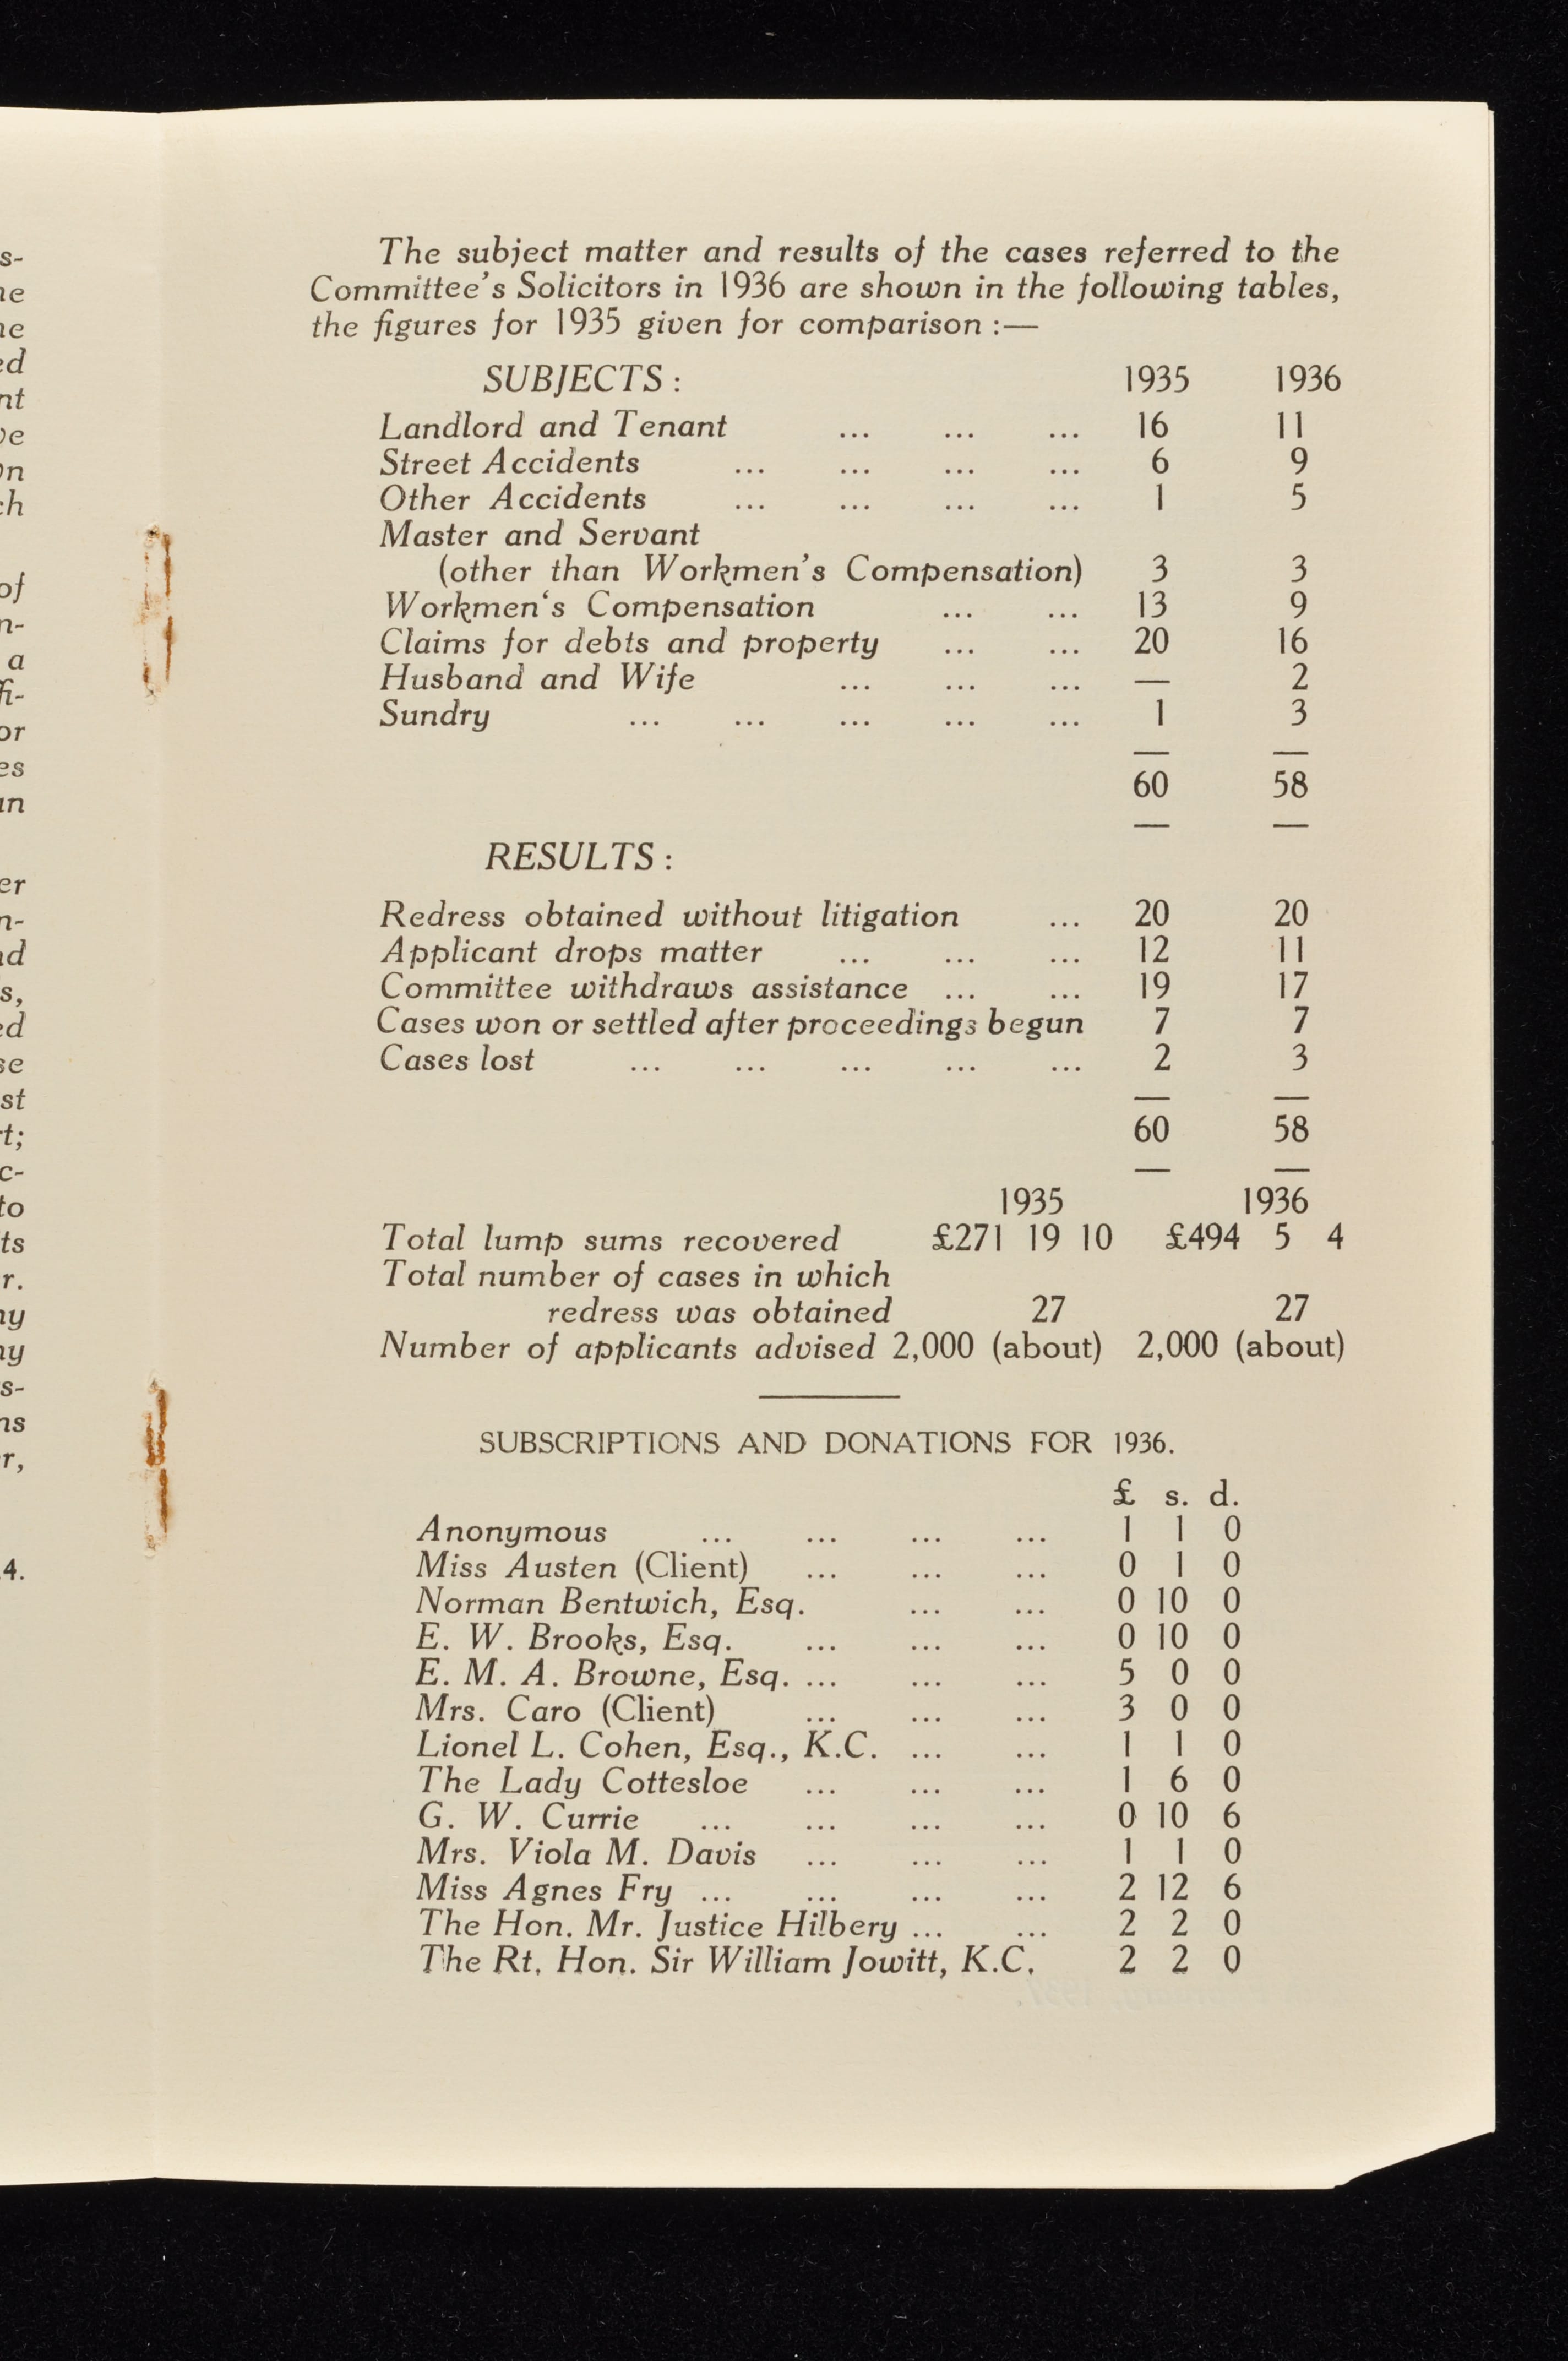 The subject matter and results of the cases referred to the
Committee's Solicitors in 1936 are shown in the following tables,
the figures for 1935 given for comparison :—
SUBJECTS : 1935 1936
Landlord and Tenant ... ... ... 16 11
Street Accidents ... ... ... ... 6 9
Other Accidents ... ... ... ... 1 5
Master and Servant
(other than Workmen's Compensation) 3 3
Workmen‘s Compensation ... ... 13 9
Claims for debts and property ... ... 20 16
Husband and Wife ... ... ... — 2
Sundry ... ... ... ... ... 1 3
60 58
RESULTS :
Redress obtained without litigation ... 20 20
Applicant drops matter ... ... ... 12 11
Committee withdraws assistance ... ... 19 17
Cases won or settled after proceedings begun 7 7
Cases lost ... ... ... ... ... 2 3
60 58
1935 1936
Total lump sums recovered £271 19 10 £494 5 4
Total number of cases in which
redress was obtained 27 27
Number of applicants advised 2,000 (about) 2,000 (about)
SUBSCRIPTIONS AND DONATIONS FOR 1936.
£ s. d.
Anonymous ... ... ... ... 1 1 0
Miss Austen (Client) ... ... ... 0 1 0
Norman Bentwich, Esq. ... ... 0 10 0
E. W. Brooks, Esq. ... ... ... 0 10 0
E. M. A. Browne, Esq. ... ... ... 5 0 0
Mrs. Caro (Client) ... ... ... 3 0 0
Lionel L. Cohen, Esq., K.C. ... ... 1 1 0
The Lady Cottesloe ... ... ... 1 6 0
G. W. Currie ... ... ... ... 0 10 6
Mrs. Viola M. Davis ... ... ... 1 1 0
Miss Agnes Fry ... ... ... ... 2 12 6
The Hon. Mr. Justice Hilbery ... ... 2 2 0
The Rt. Hon. Sir William Jowitt, K.C. 2 2 0